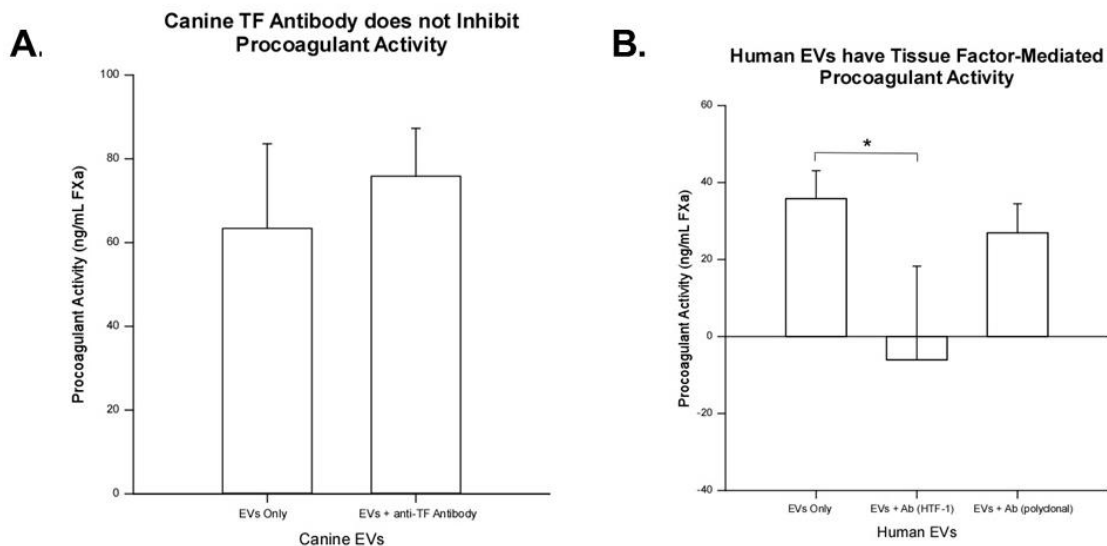 A.
Canine TF Antibody does not Inhibit
Procoagulant Activity
Procoagulant Activity (ng/mL FXa)
100
80
60
40
20
0
EVs Only
EVs + anti-TF Antibody
Canine EVs
B.
Human EVs have Tissue Factor-Mediated
Procoagulant Activity
Procoagulant Activity (ng/mL FXa)
60
40
20
0
-20
-40
*
EVs Only
EVs + Ab (HTF-1)
EVs + Ab (polyclonal)
Human EVs